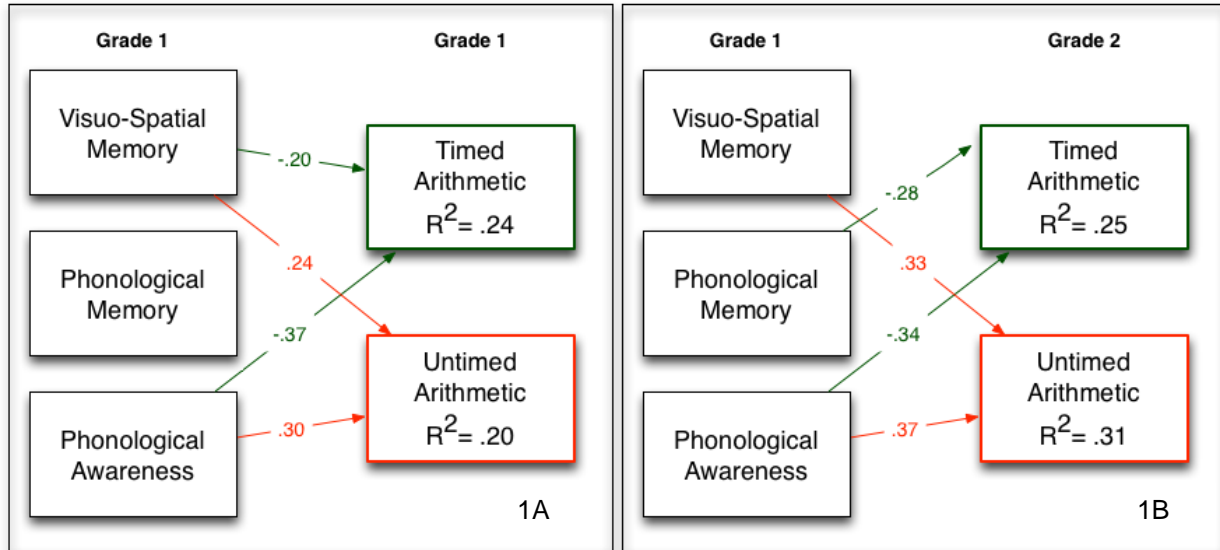 Grade 1
Grade 1
Visuo-Spatial
Memory
-.20
Timed
Arithmetic
R²= .24
.24
Phonological
Memory
-.37
Untimed
Arithmetic
R²= .20
Phonological
Awareness
.30
1A
Grade 1
Grade 2
Visuo-Spatial
Memory
-.28
Timed
Arithmetic
R²= .25
.33
Phonological
Memory
-.34
Untimed
Arithmetic
R²= .31
Phonological
Awareness
.37
1B